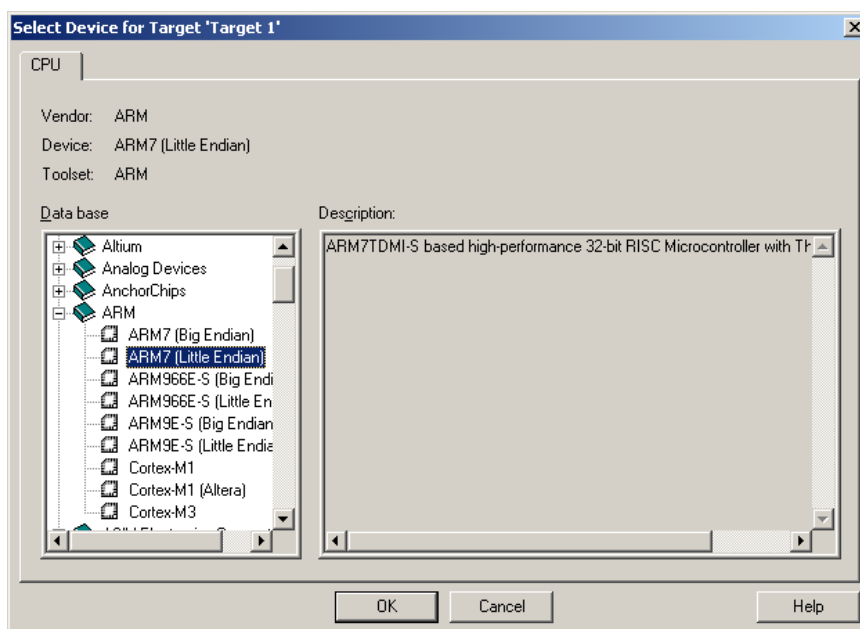 Select Device for Target 'Target 1'
CPU
Vendor: ARM
Device: ARM7 (Little Endian)
Toolset: ARM
Data base
Description:
Altium
Analog Devices
AnchorChips
ARM
ARM7 (Big Endian)
ARM7 (Little Endian)
ARM966E-S (Big Endi
ARM966E-S (Little En
ARM9E-S (Big Endian
ARM9E-S (Little Endia
Cortex-M1
Cortex-M1 (Altera)
Cortex-M3
ARM7TDMI-S based high-performance 32-bit RISC Microcontroller with Th
OK
Cancel
Help